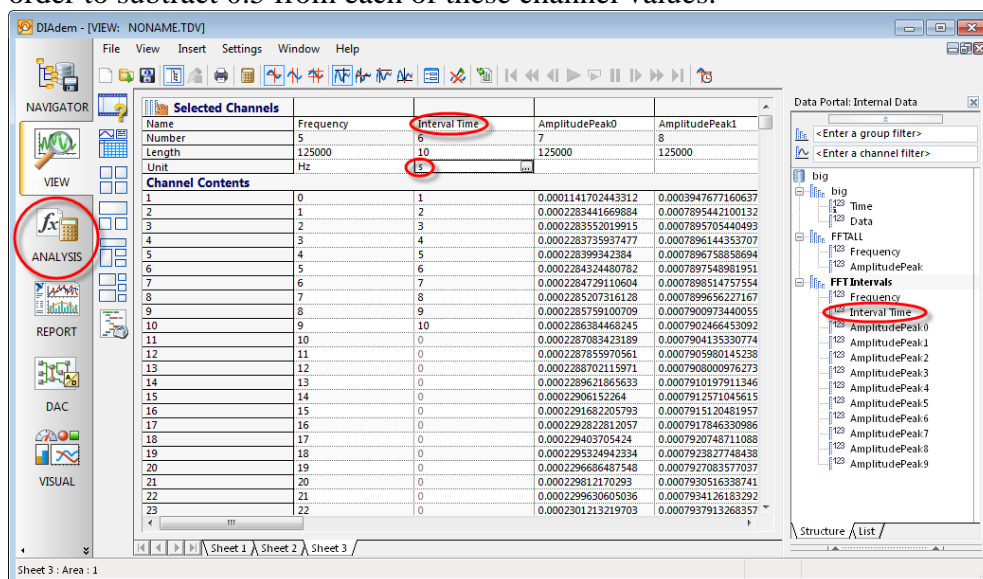 order to subtract 0.5 from each of these channel values.
DIAdem - [VIEW: NONAME.TDV]
File View Insert Settings Window Help
NAVIGATOR
VIEW
ANALYSIS
REPORT
DAC
VISUAL
Selected Channels
Name Frequency Interval Time AmplitudePeak0 AmplitudePeak1
Number 5 6 7 8
Length 125000 10 125000 125000
Unit Hz s ...
Channel Contents
1 0 1 0.0001141702443312 0.0003947677160637
2 1 2 0.0002283441669884 0.0007895442100132
3 2 3 0.0002283552019915 0.0007895705440493
4 3 4 0.0002283735937477 0.0007896144353707
5 4 5 0.000228399342384 0.0007896758858694
6 5 6 0.0002284324480782 0.0007897548981951
7 6 7 0.0002284729110604 0.0007898514757554
8 7 8 0.0002285207316128 0.0007899656227167
9 8 9 0.0002285759100709 0.0007900973440055
10 9 10 0.0002286384468245 0.0007902466453092
11 10 0 0.0002287083423189 0.0007904135330774
12 11 0 0.0002287855970561 0.0007905980145238
13 12 0 0.0002288702115971 0.0007908000976273
14 13 0 0.0002289621865633 0.0007910197911346
15 14 0 0.00022906152264 0.0007912571045615
16 15 0 0.00022916822057​93 0.0007915120481957
17 16 0 0.0002292822812057 0.0007917846330986
18 17 0 0.000229403705424 0.0007920748711088
19 18 0 0.0002295324942334 0.0007923827748438
20 19 0 0.0002296686487548 0.0007927083577037
21 20 0 0.000229812170293 0.0007930516338741
22 21 0 0.0002299630605036 0.0007934126183292
23 22 0 0.0002301213219703 0.0007937913268357
Sheet 1 Sheet 2 Sheet 3
Sheet 3 : Area : 1
Data Portal: Internal Data
<Enter a group filter>
<Enter a channel filter>
big
big
Time
Data
FFTALL
Frequency
AmplitudePeak
FFTIntervals
Frequency
Interval Time
AmplitudePeak0
AmplitudePeak1
AmplitudePeak2
AmplitudePeak3
AmplitudePeak4
AmplitudePeak5
AmplitudePeak6
AmplitudePeak7
AmplitudePeak8
AmplitudePeak9
Structure List